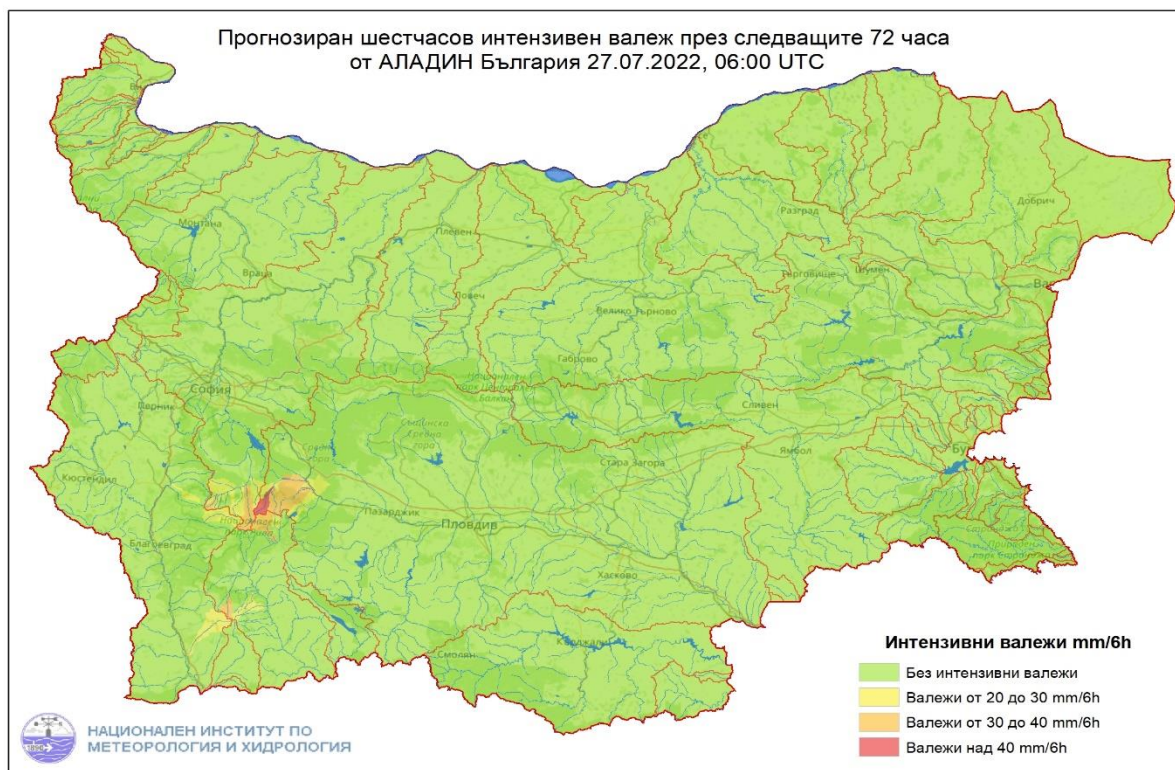 Прогнозиран шестчасов интензивен валеж през следващите 72 часа
от АЛАДИН България 27.07.2022, 06:00 UTC
Добрич
Разград
Монтана
Плевен
Търговище
Шумен
Враца
Ловеч
Велико Търново
Габрово
София
Перник
Сливен
Стара Загора
Ямбол
Кюстендил
Пазарджик
Пловдив
Благоевград
Хасково
Кърджали
Смолян
Интензивни валежи mm/6h
Без интензивни валежи
Валежи от 20 до 30 mm/6h
Валежи от 30 до 40 mm/6h
Валежи над 40 mm/6h
НАЦИОНАЛЕН ИНСТИТУТ ПО
МЕТЕОРОЛОГИЯ И ХИДРОЛОГИЯ